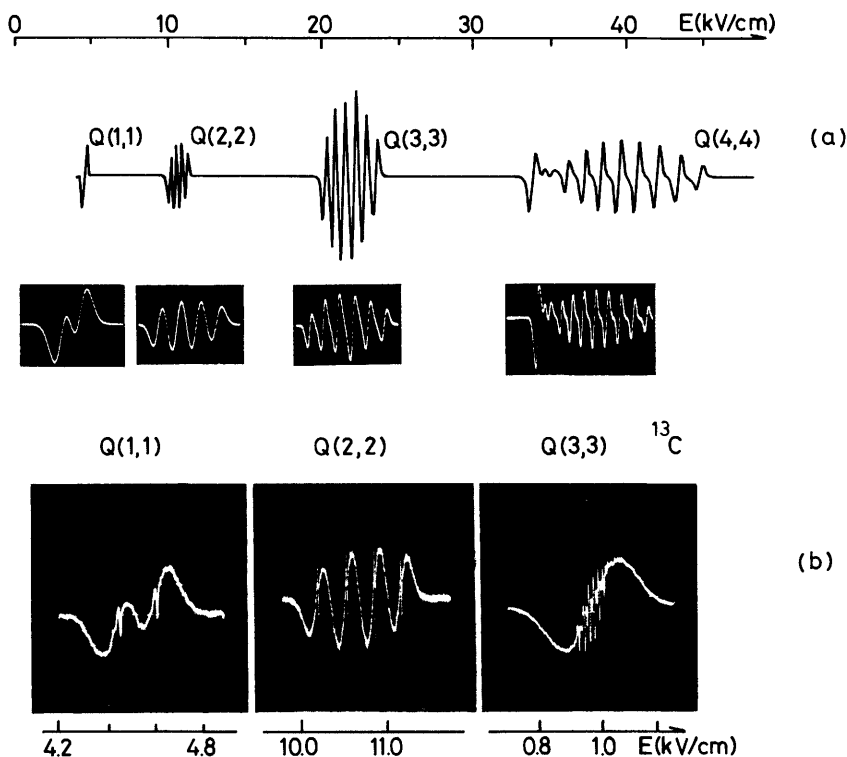 0 10 20 30 40 E(kV/cm)
Q(1,1) Q(2,2) Q(3,3) Q(4,4) (a)
Q(1,1) Q(2,2) Q(3,3) ¹³C
(b)
4.2 4.8 10.0 11.0 0.8 1.0 E(kV/cm)